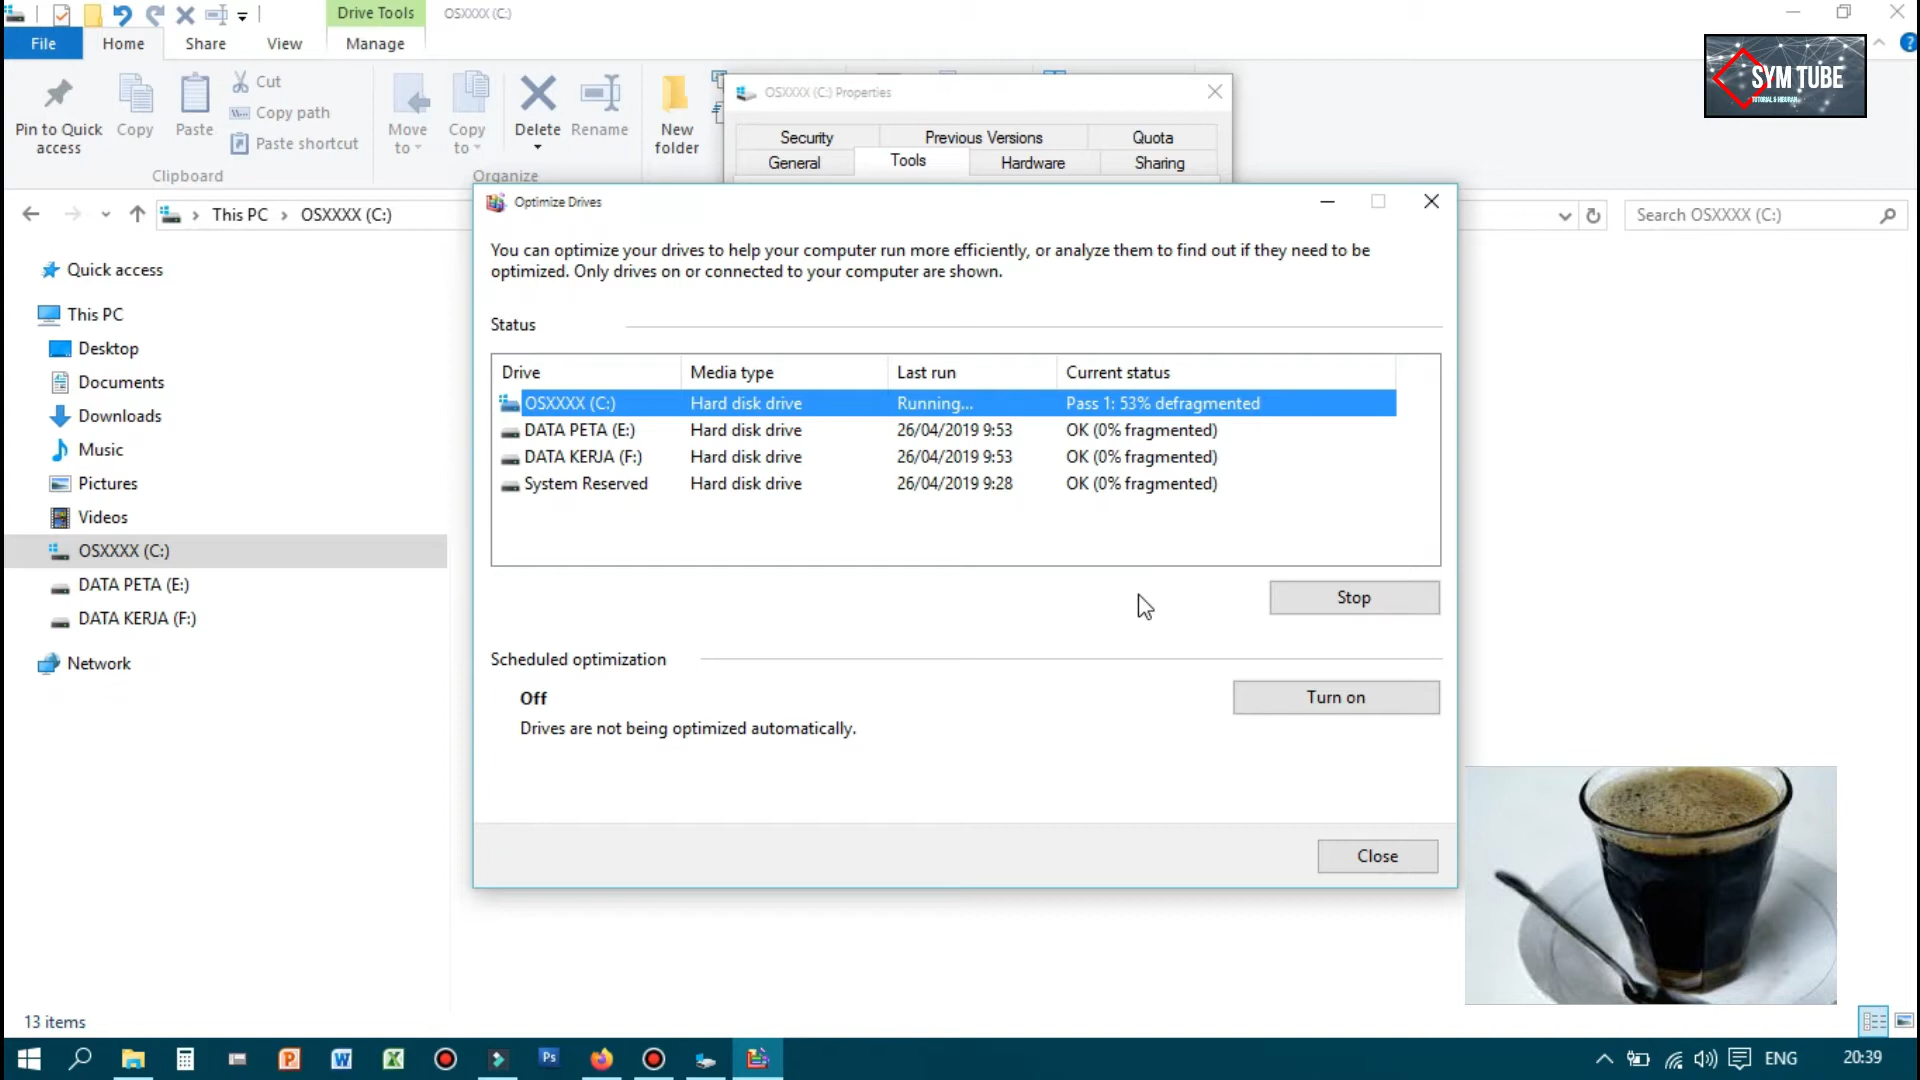 Drive Tools OSXXXX (C:)
File Home Share View Manage
SYM TUBE
TUTORIAL & HIBURAN
Pin to Quick access
Copy
Paste
Cut
Copy path
Paste shortcut
Clipboard
Move to
Copy to
Delete
Rename
Organize
New folder
OSXXXX (C:) Properties
Security Previous Versions Quota
General Tools Hardware Sharing
This PC OSXXXX (C:)
Search OSXXXX (C:)
Quick access
This PC
Desktop
Documents
Downloads
Music
Pictures
Videos
OSXXXX (C:)
DATA PETA (E:)
DATA KERJA (F:)
Network
Optimize Drives
You can optimize your drives to help your computer run more efficiently, or analyze them to find out if they need to be
optimized. Only drives on or connected to your computer are shown.
Status
Drive Media type Last run Current status
OSXXXX (C:) Hard disk drive Running... Pass 1: 53% defragmented
DATA PETA (E:) Hard disk drive 26/04/2019 9:53 OK (0% fragmented)
DATA KERJA (F:) Hard disk drive 26/04/2019 9:53 OK (0% fragmented)
System Reserved Hard disk drive 26/04/2019 9:28 OK (0% fragmented)
Stop
Scheduled optimization
Off
Turn on
Drives are not being optimized automatically.
Close
13 items
Ps
ENG 20:39